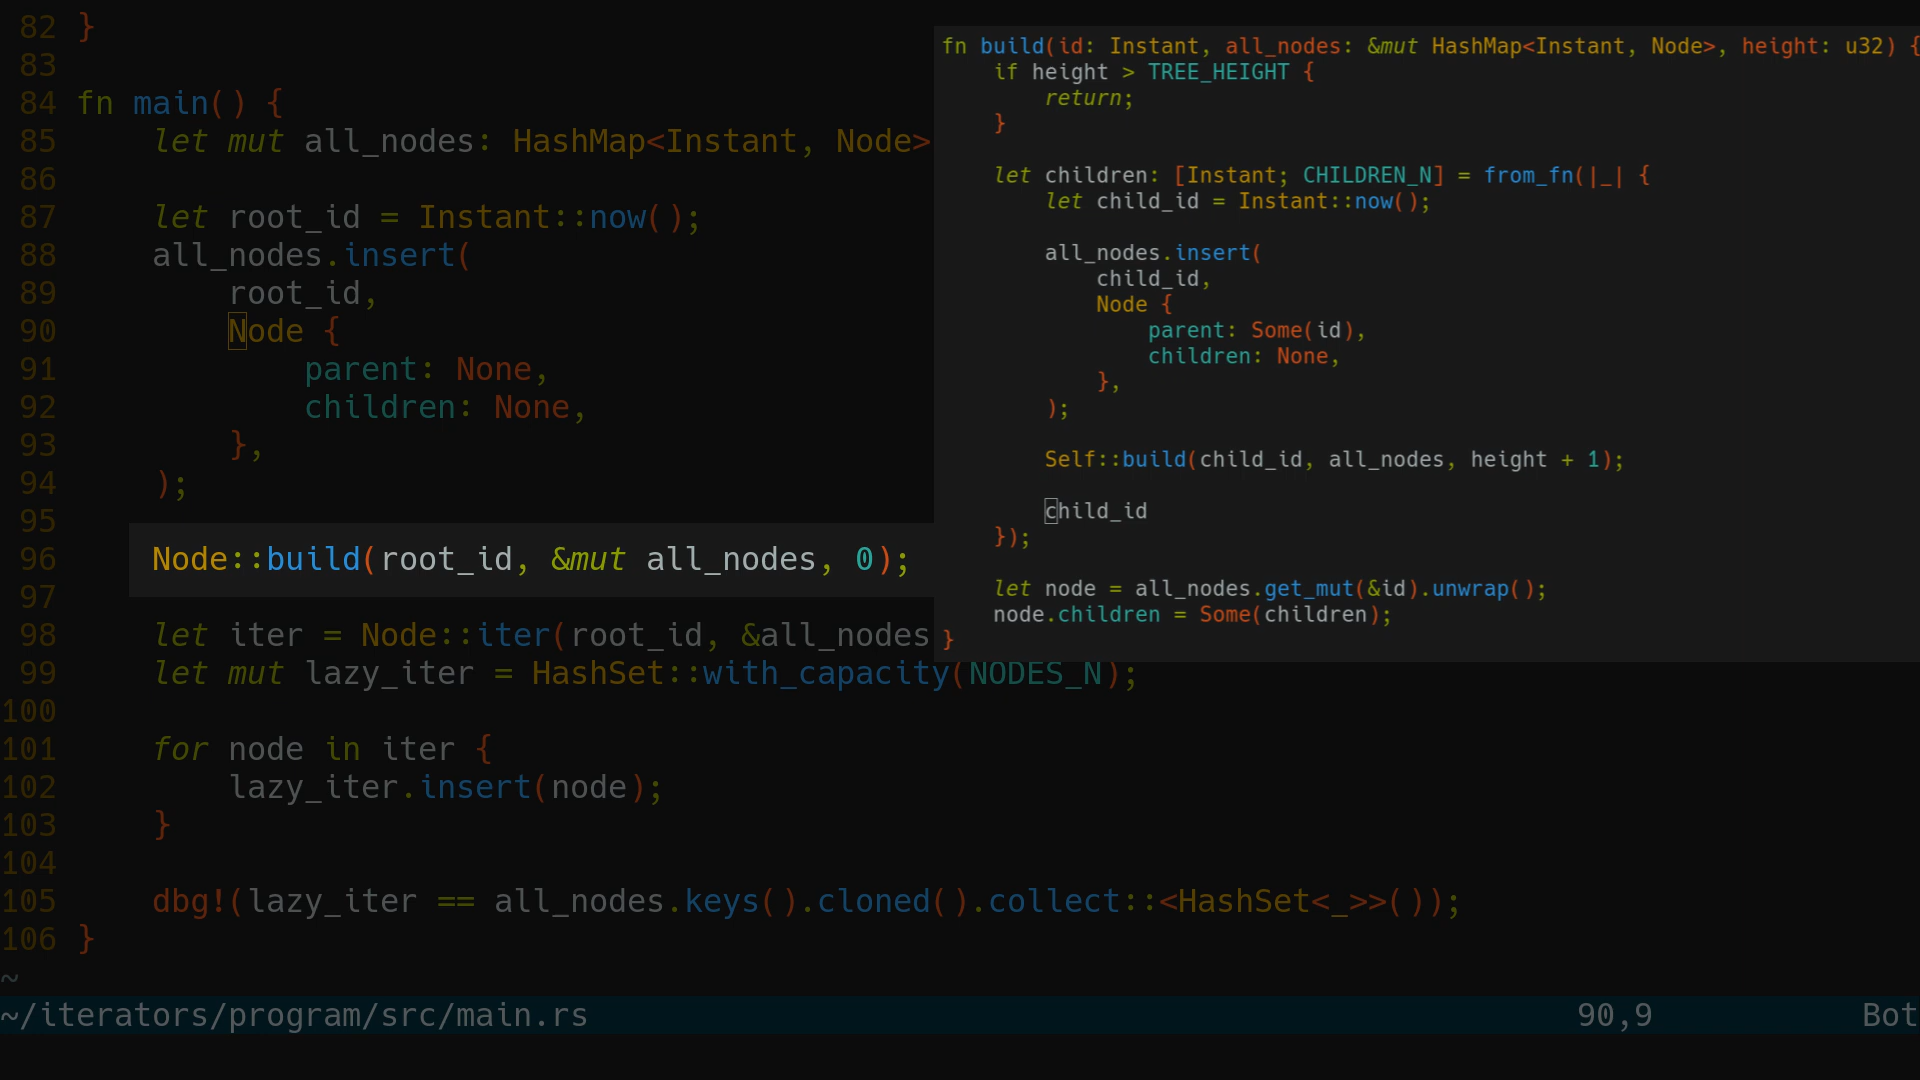 82 }
83
84 fn main() {
85     let mut all_nodes: HashMap<Instant, Node>
86
87     let root_id = Instant::now();
88     all_nodes.insert(
89         root_id,
90         Node {
91             parent: None,
92             children: None,
93         },
94     );
95
96     Node::build(root_id, &mut all_nodes, 0);
97
98     let iter = Node::iter(root_id, &all_nodes
99     let mut lazy_iter = HashSet::with_capacity(NODES_N);
100
101     for node in iter {
102         lazy_iter.insert(node);
103     }
104
105     dbg!(lazy_iter == all_nodes.keys().cloned().collect::<HashSet<_>>());
106 }
~
~/iterators/program/src/main.rs 90,9 Bot
fn build(id: Instant, all_nodes: &mut HashMap<Instant, Node>, height: u32) {
    if height > TREE_HEIGHT {
        return;
    }

    let children: [Instant; CHILDREN_N] = from_fn(|_| {
        let child_id = Instant::now();

        all_nodes.insert(
            child_id,
            Node {
                parent: Some(id),
                children: None,
            },
        );

        Self::build(child_id, all_nodes, height + 1);

        child_id
    });

    let node = all_nodes.get_mut(&id).unwrap();
    node.children = Some(children);
}